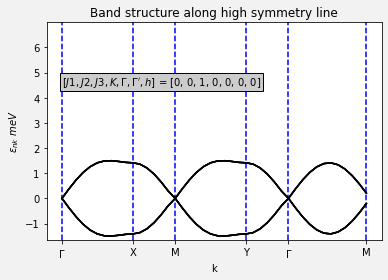 Band structure along high symmetry line
[J1, J2, J3, K, Γ, Γ′, h] = [0, 0, 1, 0, 0, 0, 0]
7
6
5
4
3
2
1
0
−1
ε_nk meV
Γ X M Y Γ M
k